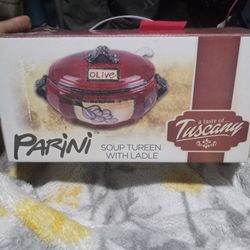 OLive
PARiNi
SOUP TUREEN
WITH LADLE
a taste of
Tuscany